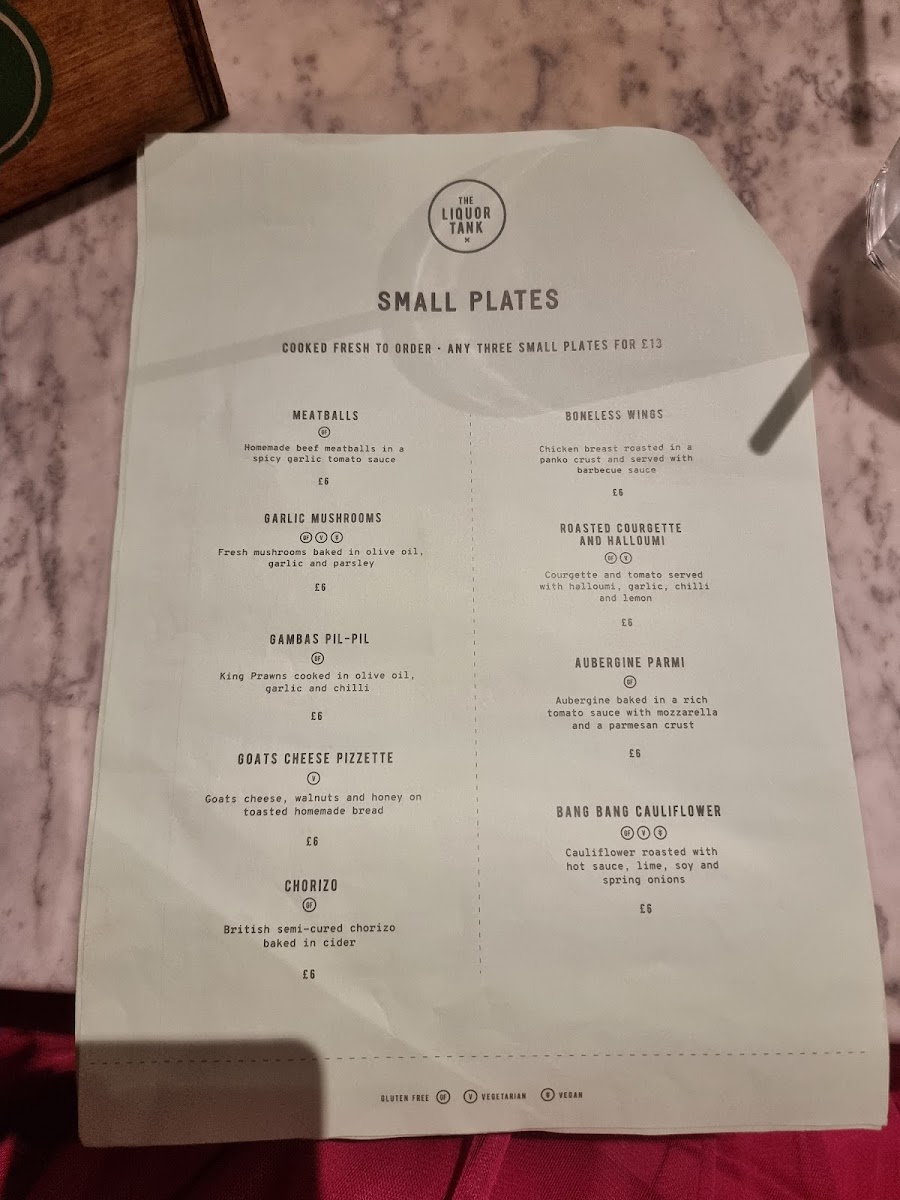 THE
LIQUOR
TANK
SMALL PLATES
COOKED FRESH TO ORDER · ANY THREE SMALL PLATES FOR £13
MEATBALLS
GF
Homemade beef meatballs in a
spicy garlic tomato sauce
£6
GARLIC MUSHROOMS
GF V
Fresh mushrooms baked in olive oil,
garlic and parsley
£6
GAMBAS PIL-PIL
GF
King Prawns cooked in olive oil,
garlic and chilli
£6
GOATS CHEESE PIZZETTE
V
Goats cheese, walnuts and honey on
toasted homemade bread
£6
CHORIZO
GF
British semi-cured chorizo
baked in cider
£6
BONELESS WINGS
Chicken breast roasted in a
panko crust and served with
barbecue sauce
£6
ROASTED COURGETTE
AND HALLOUMI
GF V
Courgette and tomato served
with halloumi, garlic, chilli
and lemon
£6
AUBERGINE PARMI
GF
Aubergine baked in a rich
tomato sauce with mozzarella
and a parmesan crust
£6
BANG BANG CAULIFLOWER
GF V
Cauliflower roasted with
hot sauce, lime, soy and
spring onions
£6
GLUTEN FREE GF V VEGETARIAN VEGAN